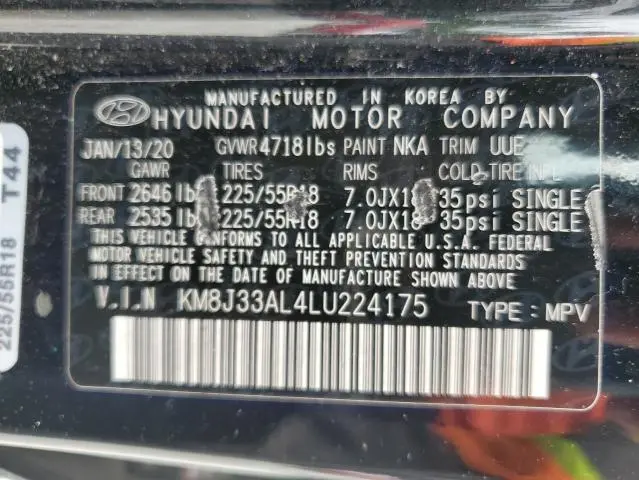 MANUFACTURED IN KOREA BY
HYUNDAI MOTOR COMPANY
JAN/13/20 GVWR 4718lbs PAINT NKA TRIM UUE
GAWR TIRES RIMS COLD TIRE INF
FRONT 2646 lb 225/55R18 7.0JX18 35psi SINGLE
REAR 2535 lb 225/55R18 7.0JX18 35psi SINGLE
THIS VEHICLE CONFORMS TO ALL APPLICABLE U.S.A. FEDERAL
MOTOR VEHICLE SAFETY AND THEFT PREVENTION STANDARDS
IN EFFECT ON THE DATE OF MANUFACTURE SHOWN ABOVE
V.I.N KM8J33AL4LU224175 TYPE : MPV
225/55R18 T44